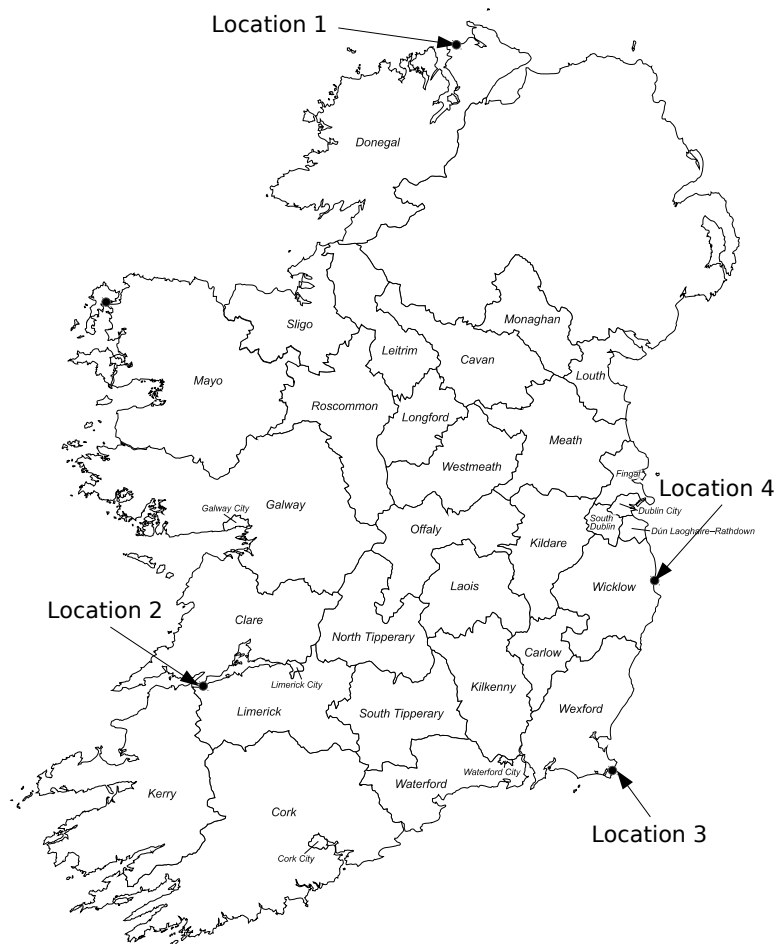 Location 1
Donegal
Monaghan
Sligo
Leitrim
Cavan
Mayo
Louth
Roscommon
Longford
Meath
Westmeath
Fingal
Location 4
Galway
Galway City
Dublin City
South
Dublin
Offaly
Dún Laoghaire–Rathdown
Kildare
Laois
Wicklow
Location 2
Clare
North Tipperary
Carlow
Limerick City
Kilkenny
Limerick
South Tipperary
Wexford
Waterford City
Waterford
Kerry
Cork
Location 3
Cork City